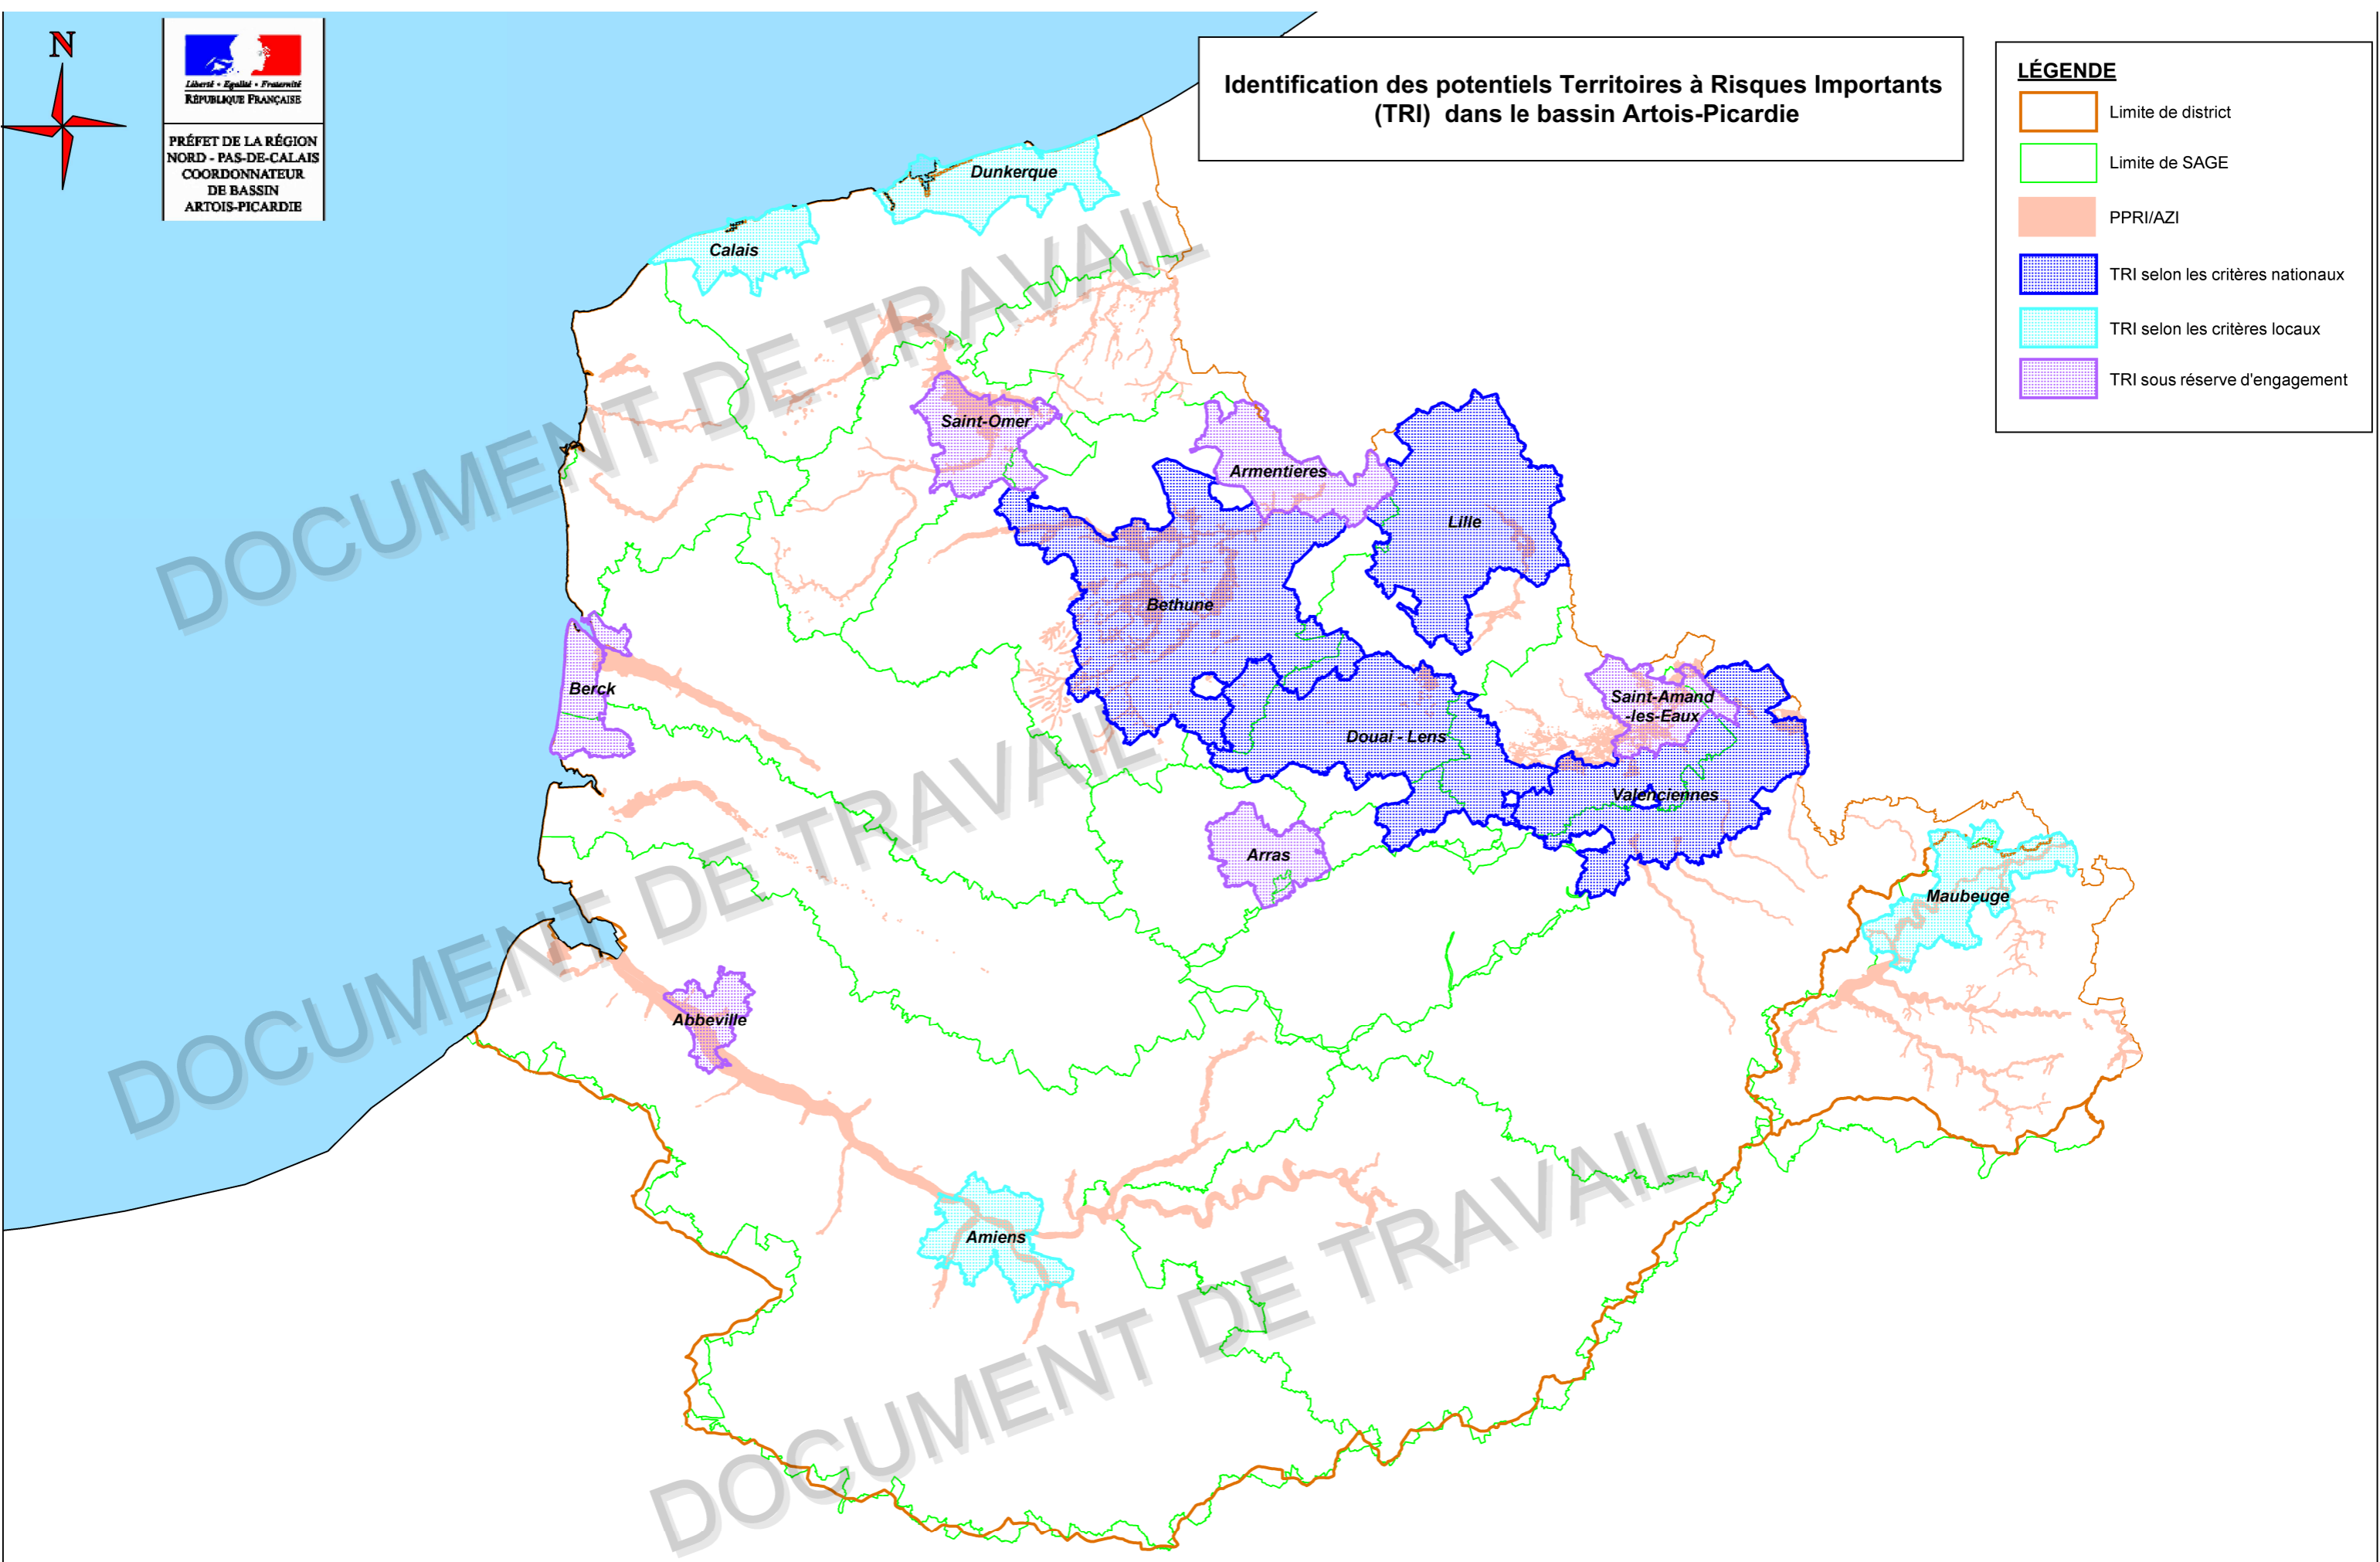 N
Liberté • Egalité • Fraternité
RÉPUBLIQUE FRANÇAISE
PRÉFET DE LA RÉGION
NORD - PAS-DE-CALAIS
COORDONNATEUR
DE BASSIN
ARTOIS-PICARDIE
Identification des potentiels Territoires à Risques Importants
(TRI) dans le bassin Artois-Picardie
LÉGENDE
Limite de district
Limite de SAGE
PPRI/AZI
TRI selon les critères nationaux
TRI selon les critères locaux
TRI sous réserve d'engagement
Dunkerque
Calais
DOCUMENT DE TRAVAIL
Saint-Omer
Armentieres
Lille
Bethune
Berck
Saint-Amand
-les-Eaux
Douai - Lens
Valenciennes
DOCUMENT DE TRAVAIL
Arras
Maubeuge
Abbeville
Amiens
DOCUMENT DE TRAVAIL